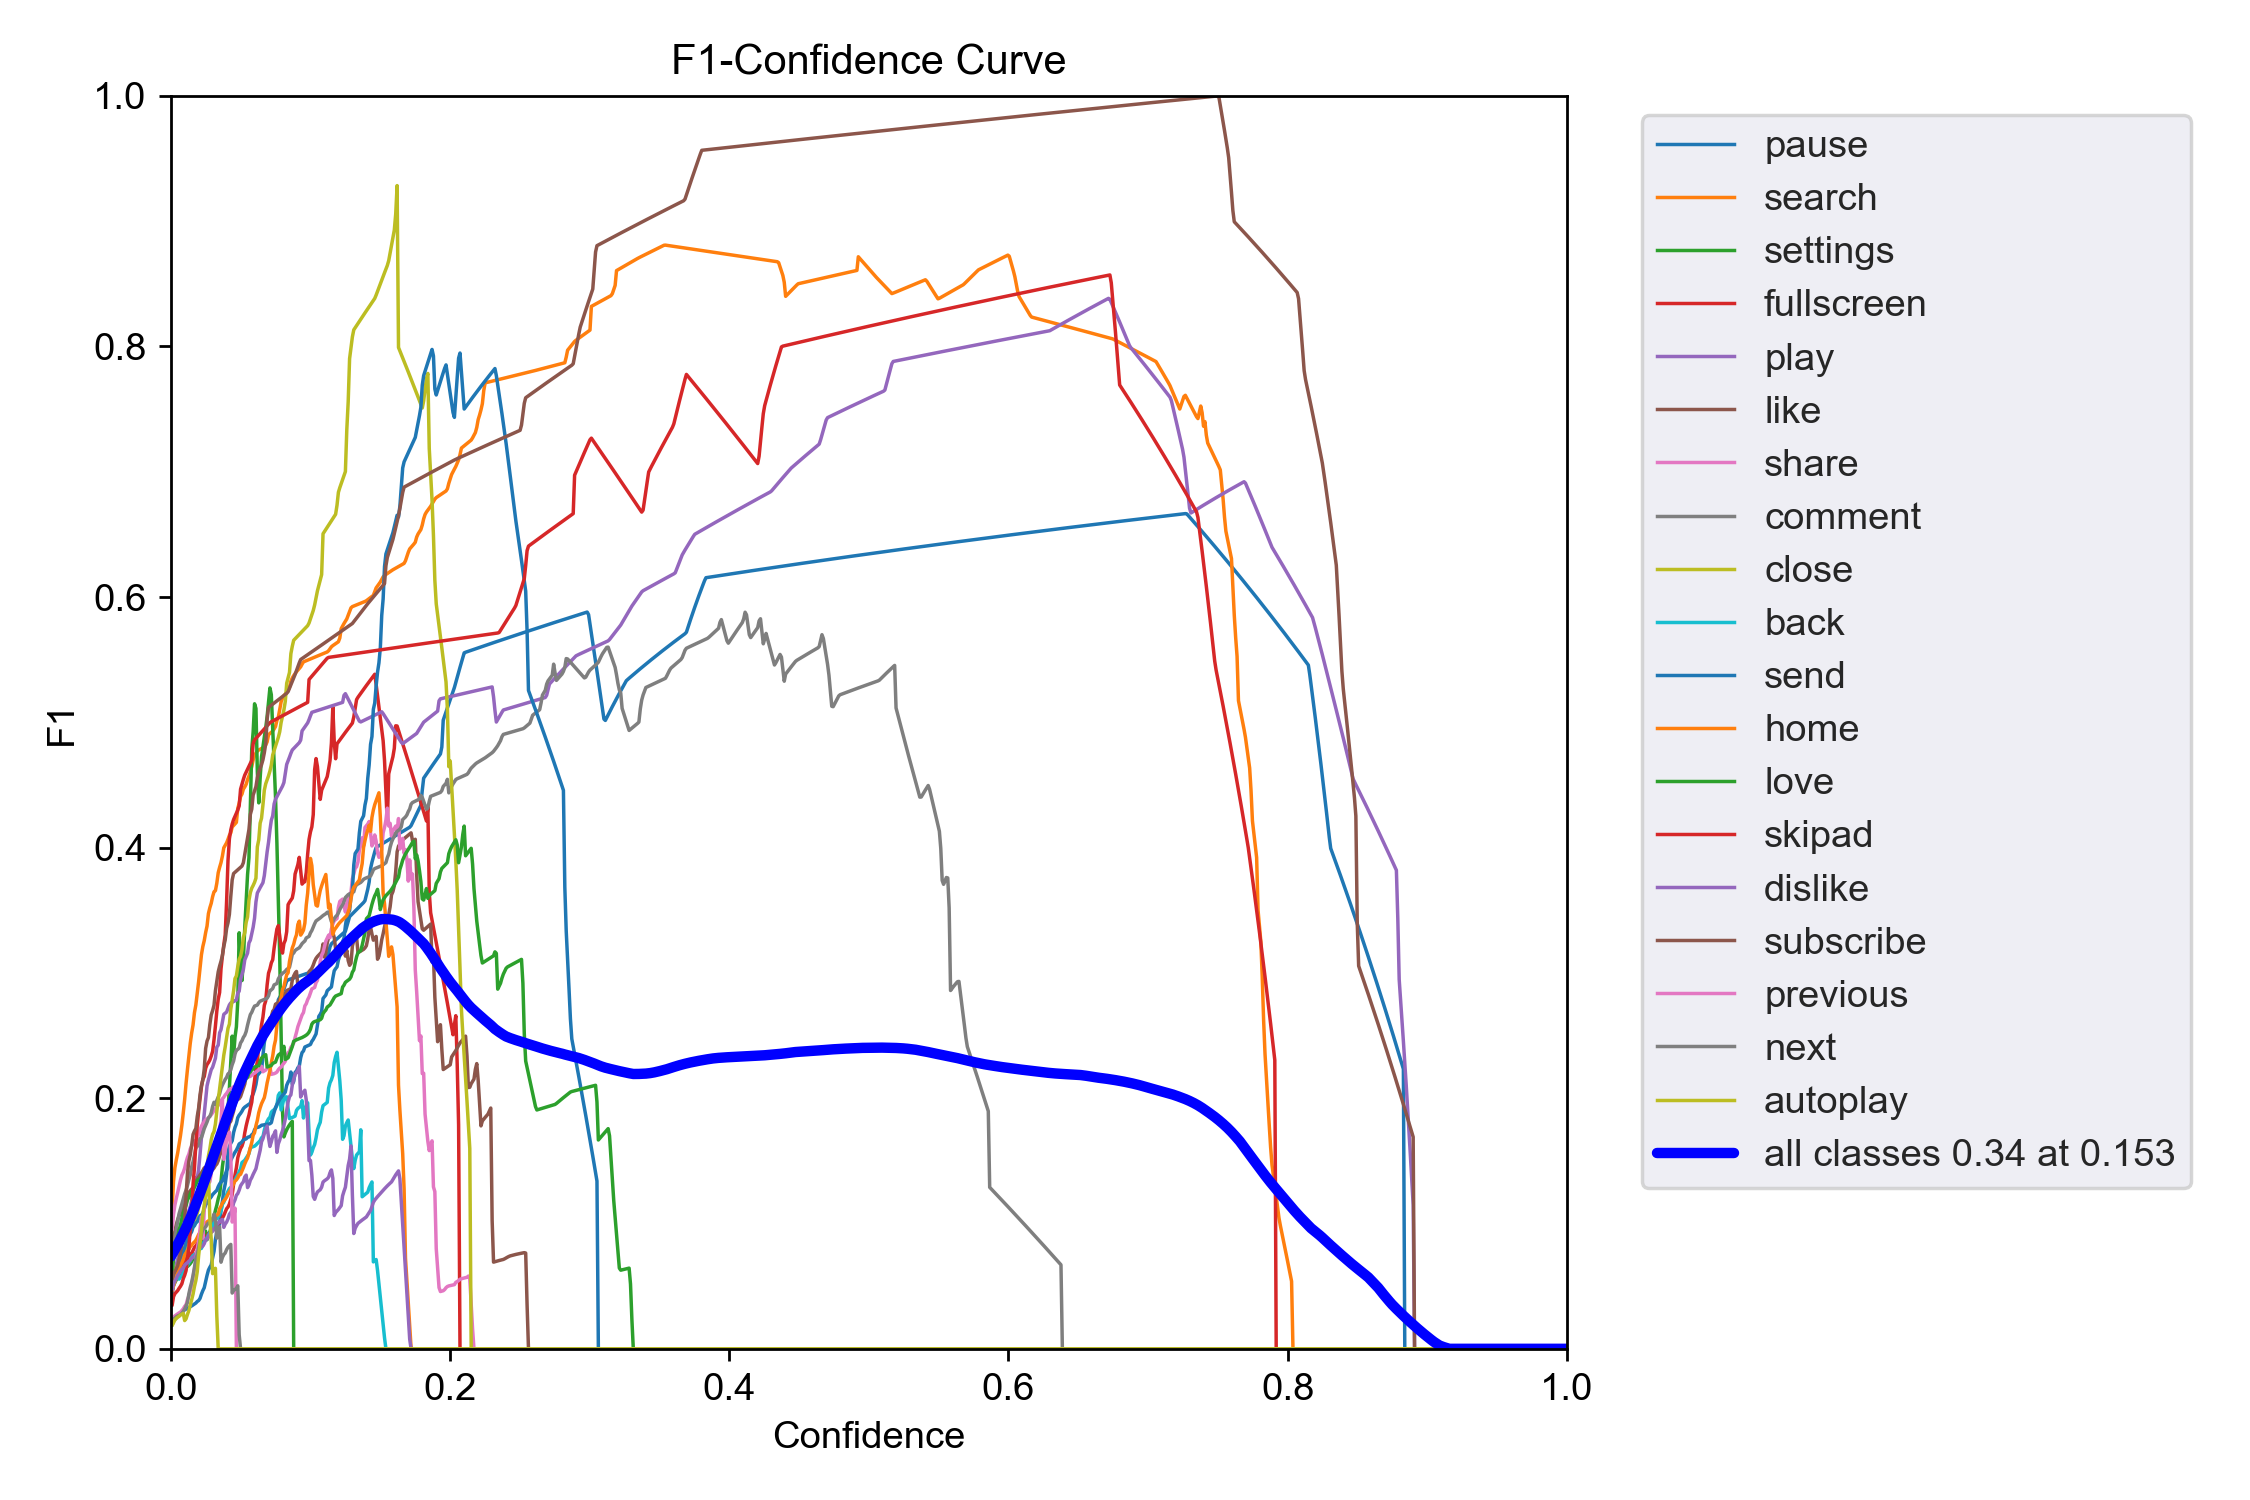 F1-Confidence Curve
1.0
0.8
0.6
0.4
0.2
0.0
F1
0.0 0.2 0.4 0.6 0.8 1.0
Confidence
pause
search
settings
fullscreen
play
like
share
comment
close
back
send
home
love
skipad
dislike
subscribe
previous
next
autoplay
all classes 0.34 at 0.153